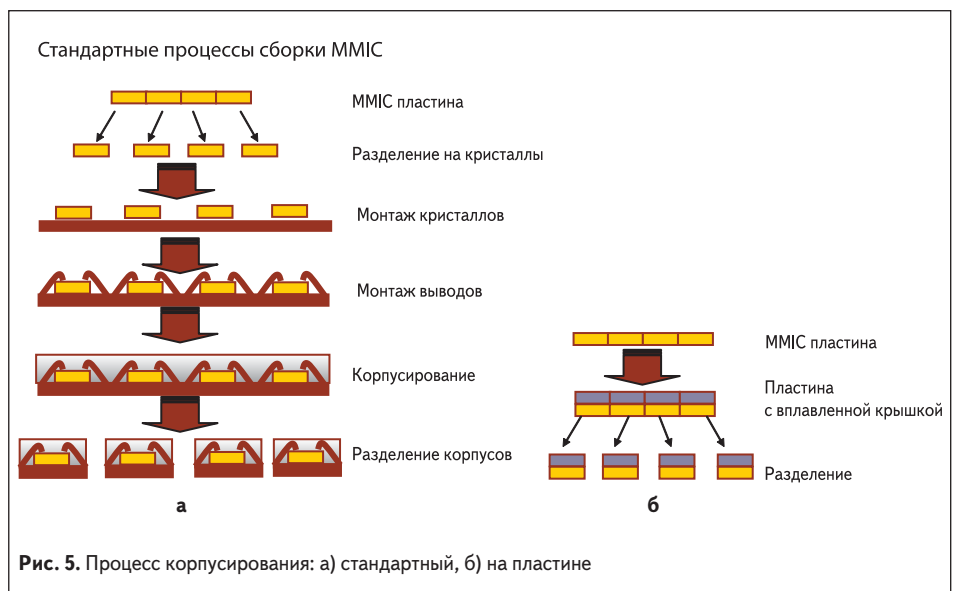 Стандартные процессы сборки MMIC
MMIC пластина
Разделение на кристаллы
Монтаж кристаллов
Монтаж выводов
Корпусирование
Разделение корпусов
а
MMIC пластина
Пластина
с вплавленной крышкой
Разделение
б
Рис. 5. Процесс корпусирования: а) стандартный, б) на пластине